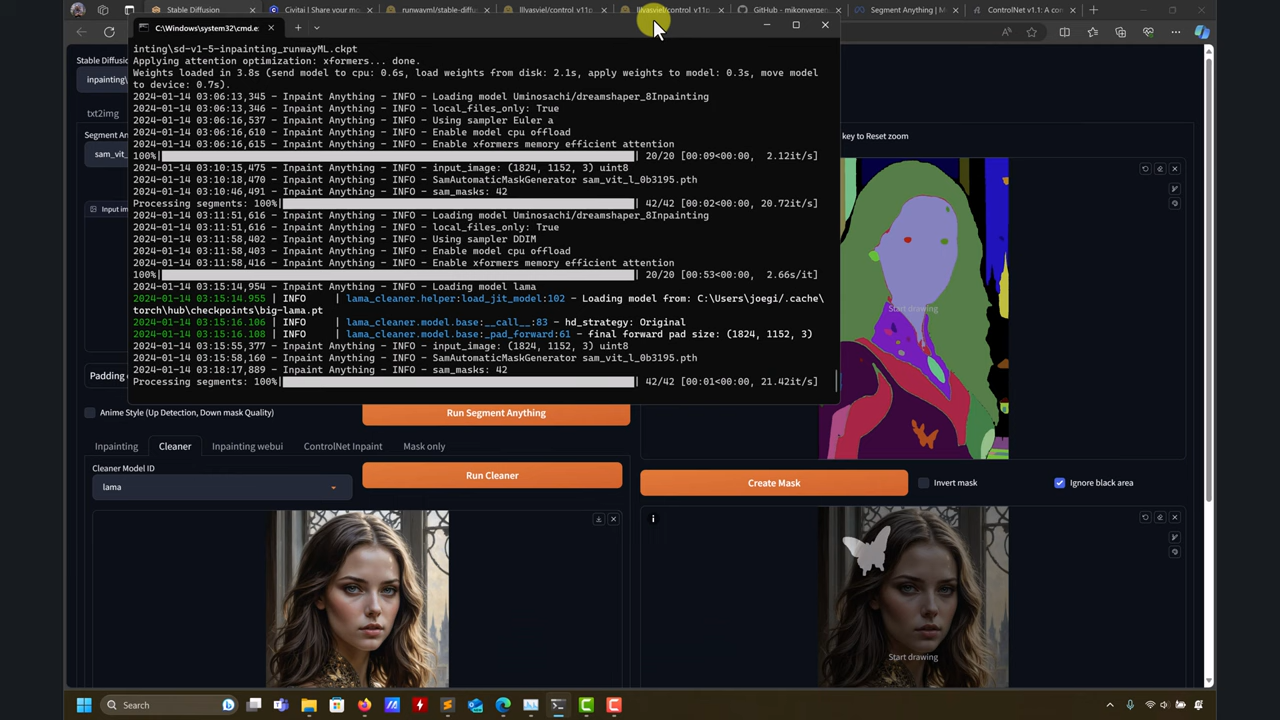 Stable Diffusion
Civitai | Share your mo
runwayml/stable-diffu
lllyasviel/control_v11p
lllyasviel/control_v11p
GitHub - mikonvergen
Segment Anything | M
ControlNet v1.1: A co
C:\Windows\system32\cmd.e
inting\sd-v1-5-inpainting_runwayML.ckpt
Applying attention optimization: xformers... done.
Weights loaded in 3.8s (send model to cpu: 0.6s, load weights from disk: 2.1s, apply weights to model: 0.3s, move model
to device: 0.7s).
2024-01-14 03:06:13,345 - Inpaint Anything - INFO - Loading model Uminosachi/dreamshaper_8Inpainting
2024-01-14 03:06:13,346 - Inpaint Anything - INFO - local_files_only: True
2024-01-14 03:06:16,537 - Inpaint Anything - INFO - Using sampler Euler a
2024-01-14 03:06:16,610 - Inpaint Anything - INFO - Enable model cpu offload
2024-01-14 03:06:16,615 - Inpaint Anything - INFO - Enable xformers memory efficient attention
100%| | 20/20 [00:09<00:00, 2.12it/s]
2024-01-14 03:10:15,475 - Inpaint Anything - INFO - input_image: (1824, 1152, 3) uint8
2024-01-14 03:10:18,470 - Inpaint Anything - INFO - SamAutomaticMaskGenerator sam_vit_l_0b3195.pth
2024-01-14 03:10:46,491 - Inpaint Anything - INFO - sam_masks: 42
Processing segments: 100%| | 42/42 [00:02<00:00, 20.72it/s]
2024-01-14 03:11:51,616 - Inpaint Anything - INFO - Loading model Uminosachi/dreamshaper_8Inpainting
2024-01-14 03:11:51,616 - Inpaint Anything - INFO - local_files_only: True
2024-01-14 03:11:58,402 - Inpaint Anything - INFO - Using sampler DDIM
2024-01-14 03:11:58,403 - Inpaint Anything - INFO - Enable model cpu offload
2024-01-14 03:11:58,416 - Inpaint Anything - INFO - Enable xformers memory efficient attention
100%| | 20/20 [00:53<00:00, 2.66s/it]
2024-01-14 03:15:14,954 - Inpaint Anything - INFO - Loading model lama
2024-01-14 03:15:14.955 | INFO | lama_cleaner.helper:load_jit_model:102 - Loading model from: C:\Users\joegi/.cache\
torch\hub\checkpoints\big-lama.pt
2024-01-14 03:15:16.106 | INFO | lama_cleaner.model.base:__call__:83 - hd_strategy: Original
2024-01-14 03:15:16.108 | INFO | lama_cleaner.model.base:_pad_forward:61 - final forward pad size: (1824, 1152, 3)
2024-01-14 03:15:55,377 - Inpaint Anything - INFO - input_image: (1824, 1152, 3) uint8
2024-01-14 03:15:58,160 - Inpaint Anything - INFO - SamAutomaticMaskGenerator sam_vit_l_0b3195.pth
2024-01-14 03:18:17,889 - Inpaint Anything - INFO - sam_masks: 42
Processing segments: 100%| | 42/42 [00:01<00:00, 21.42it/s]
Stable Diffusion
inpainting\
txt2img
Segment An
sam_vit_
Input im
Padding
key to Reset zoom
Start drawing
Anime Style (Up Detection, Down mask Quality)
Run Segment Anything
Inpainting
Cleaner
Inpainting webui
ControlNet Inpaint
Mask only
Cleaner Model ID
lama
Run Cleaner
Create Mask
Invert mask
Ignore black area
Start drawing
Search